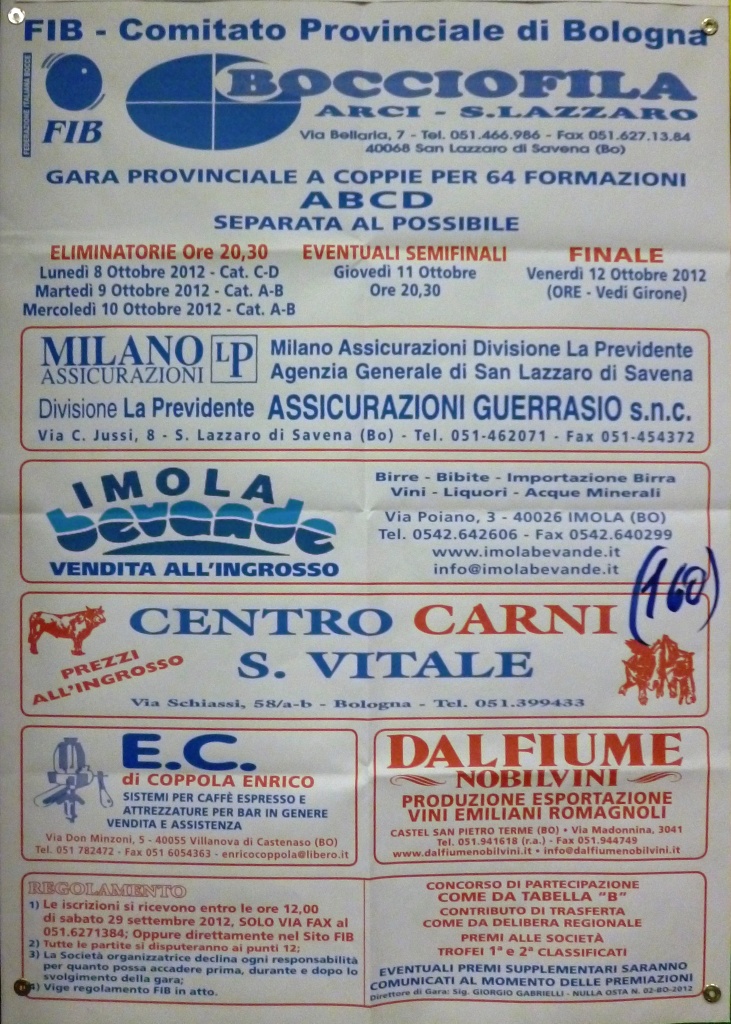 FIB - Comitato Provinciale di Bologna
FEDERAZIONE ITALIANA BOCCE
FIB
BOCCIOFILA
ARCI - S.LAZZARO
Via Bellaria, 7 - Tel. 051.466.986 - Fax 051.627.13.84
40068 San Lazzaro di Savena (Bo)
GARA PROVINCIALE A COPPIE PER 64 FORMAZIONI
ABCD
SEPARATA AL POSSIBILE
ELIMINATORIE Ore 20,30
Lunedì 8 Ottobre 2012 - Cat. C-D
Martedì 9 Ottobre 2012 - Cat. A-B
Mercoledì 10 Ottobre 2012 - Cat. A-B
EVENTUALI SEMIFINALI
Giovedì 11 Ottobre
Ore 20,30
FINALE
Venerdì 12 Ottobre 2012
(ORE - Vedi Girone)
MILANO
ASSICURAZIONI
LP
Milano Assicurazioni Divisione La Previdente
Agenzia Generale di San Lazzaro di Savena
Divisione La Previdente ASSICURAZIONI GUERRASIO s.n.c.
Via C. Jussi, 8 - S. Lazzaro di Savena (Bo) - Tel. 051-462071 - Fax 051-454372
IMOLA
bevande
VENDITA ALL'INGROSSO
Birre - Bibite - Importazione Birra
Vini - Liquori - Acque Minerali
Via Poiano, 3 - 40026 IMOLA (BO)
Tel. 0542.642606 - Fax 0542.640299
www.imolabevande.it
info@imolabevande.it
(160)
CENTRO CARNI
S. VITALE
PREZZI
ALL'INGROSSO
Via Schiassi, 58/a-b - Bologna - Tel. 051.399433
E.C.
di COPPOLA ENRICO
SISTEMI PER CAFFÈ ESPRESSO E
ATTREZZATURE PER BAR IN GENERE
VENDITA E ASSISTENZA
Via Don Minzoni, 5 - 40055 Villanova di Castenaso (BO)
Tel. 051 782472 - Fax 051 6054363 - enricocoppola@libero.it
DALFIUME
NOBILVINI
PRODUZIONE ESPORTAZIONE
VINI EMILIANI ROMAGNOLI
CASTEL SAN PIETRO TERME (BO) • Via Madonnina, 3041
Tel. 051.941618 (r.a.) - Fax 051.944749
www.dalfiumenobilvini.it • info@dalfiumenobilvini.it
REGOLAMENTO
1) Le iscrizioni si ricevono entro le ore 12,00
di sabato 29 settembre 2012, SOLO VIA FAX al
051.6271384; Oppure direttamente nel Sito FIB
2) Tutte le partite si disputeranno ai punti 12;
3) La Società organizzatrice declina ogni responsabilità
per quanto possa accadere prima, durante e dopo lo
svolgimento della gara;
4) Vige regolamento FIB in atto.
CONCORSO DI PARTECIPAZIONE
COME DA TABELLA "B"
CONTRIBUTO DI TRASFERTA
COME DA DELIBERA REGIONALE
PREMI ALLE SOCIETÀ
TROFEI 1ª e 2ª CLASSIFICATI
EVENTUALI PREMI SUPPLEMENTARI SARANNO
COMUNICATI AL MOMENTO DELLE PREMIAZIONI
Direttore di Gara: Sig. GIORGIO GABRIELLI - NULLA OSTA N. 02-BO-2012